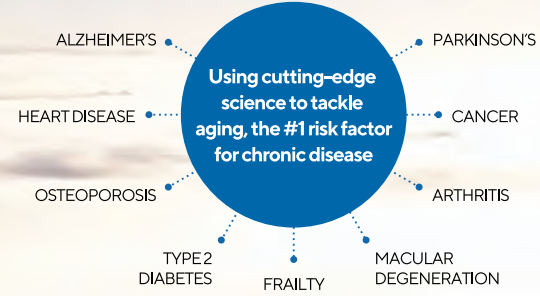 ALZHEIMER'S
PARKINSON'S
Using cutting-edge
science to tackle
aging, the #1 risk factor
for chronic disease
HEART DISEASE
CANCER
OSTEOPOROSIS
ARTHRITIS
TYPE 2
DIABETES
FRAILTY
MACULAR
DEGENERATION